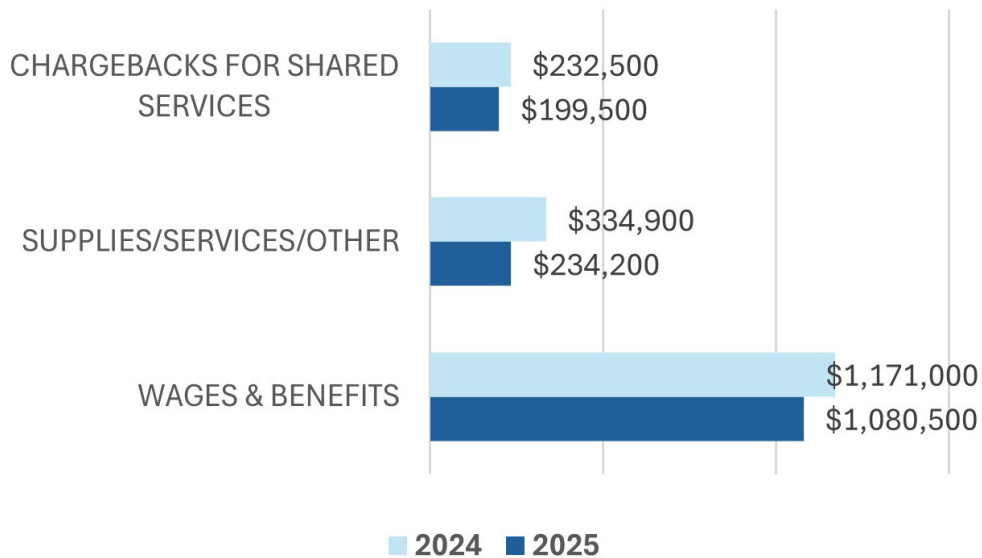 CHARGEBACKS FOR SHARED
SERVICES
$232,500
$199,500
SUPPLIES/SERVICES/OTHER
$334,900
$234,200
WAGES & BENEFITS
$1,171,000
$1,080,500
2024 2025